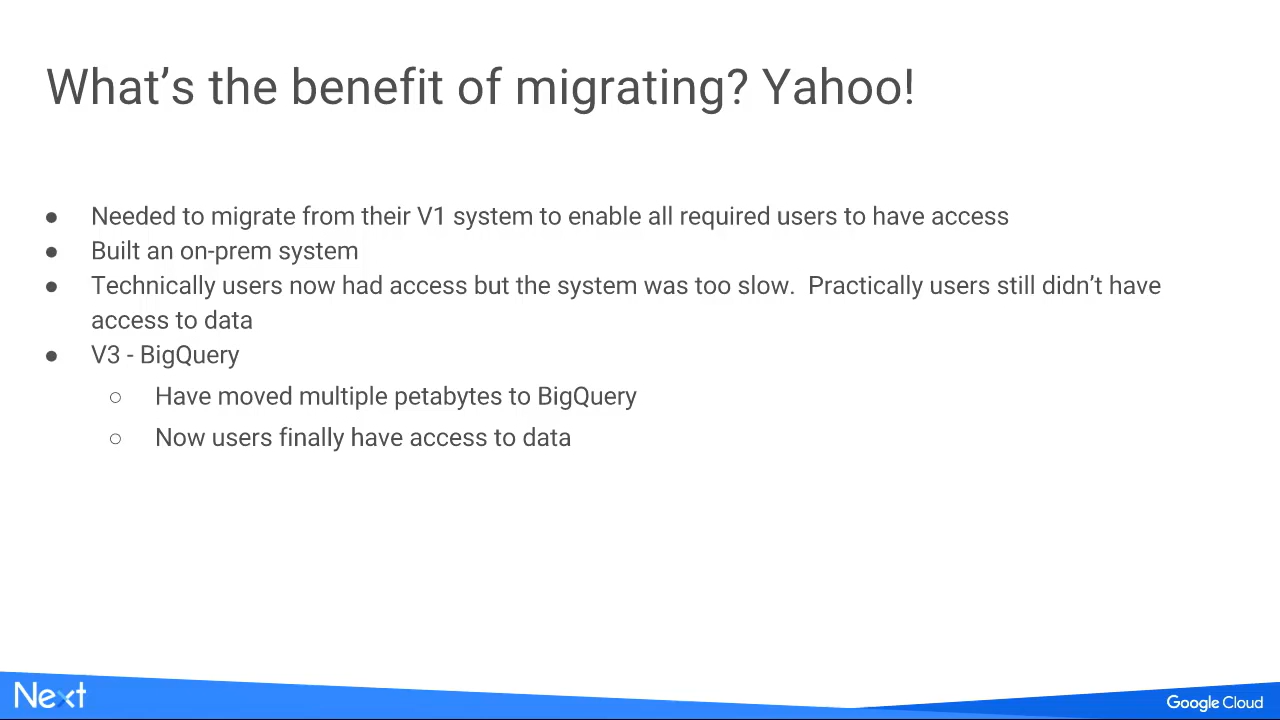 What’s the benefit of migrating? Yahoo!
● Needed to migrate from their V1 system to enable all required users to have access
● Built an on-prem system
● Technically users now had access but the system was too slow.  Practically users still didn’t have
access to data
● V3 - BigQuery
○ Have moved multiple petabytes to BigQuery
○ Now users finally have access to data
Next
Google Cloud